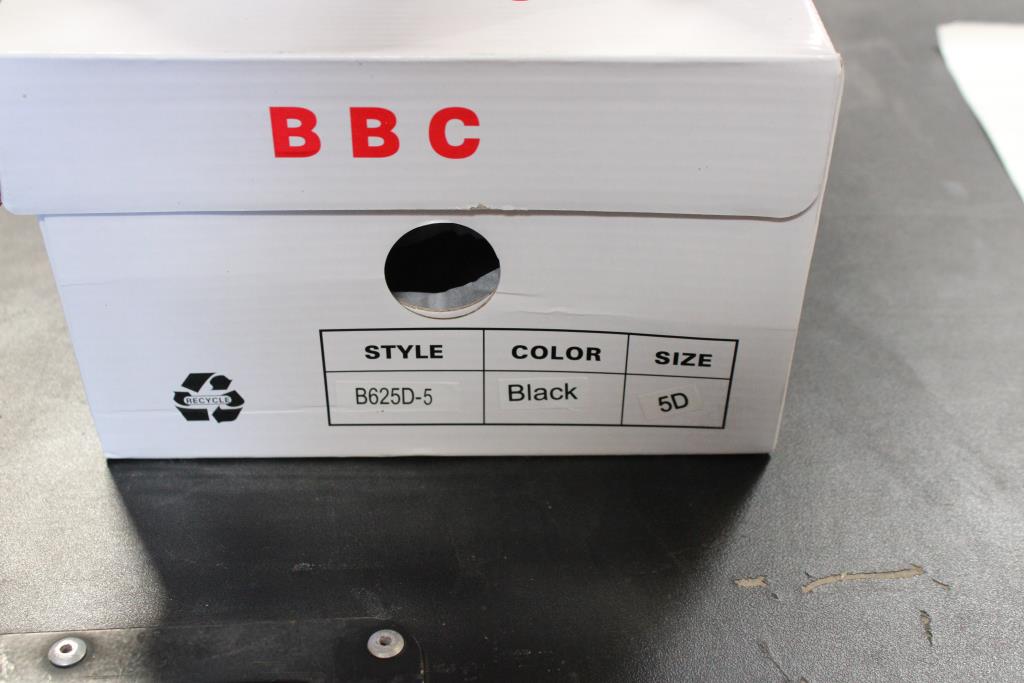 BBC
STYLE COLOR SIZE
B625D-5 Black 5D
RECYCLE